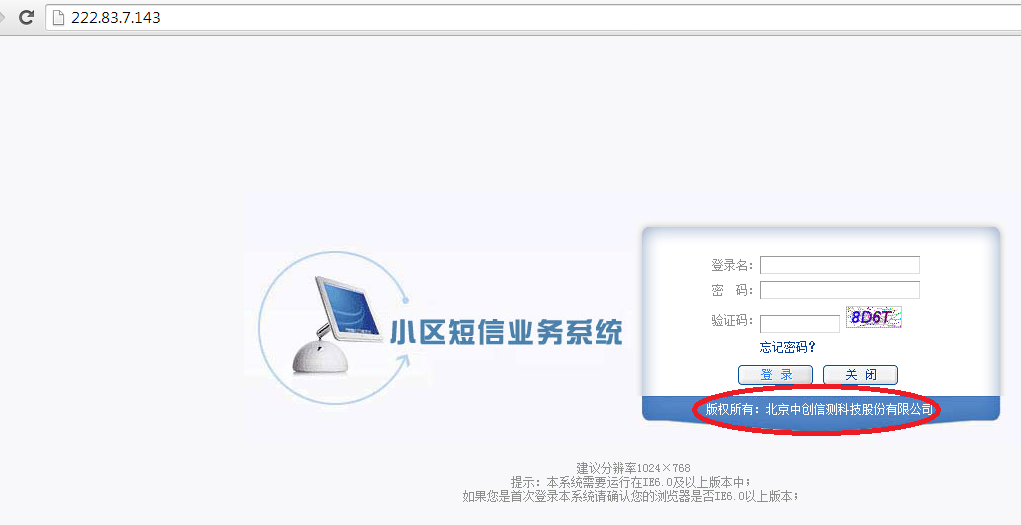 222.83.7.143
登录名：
密 码：
验证码： 8D6T
忘记密码?
登 录 关 闭
小区短信业务系统
版权所有：北京中创信测科技股份有限公司
建议分辨率1024×768
提示：本系统需要运行在IE6.0及以上版本中；
如果您是首次登录本系统请确认您的浏览器是否IE6.0以上版本；